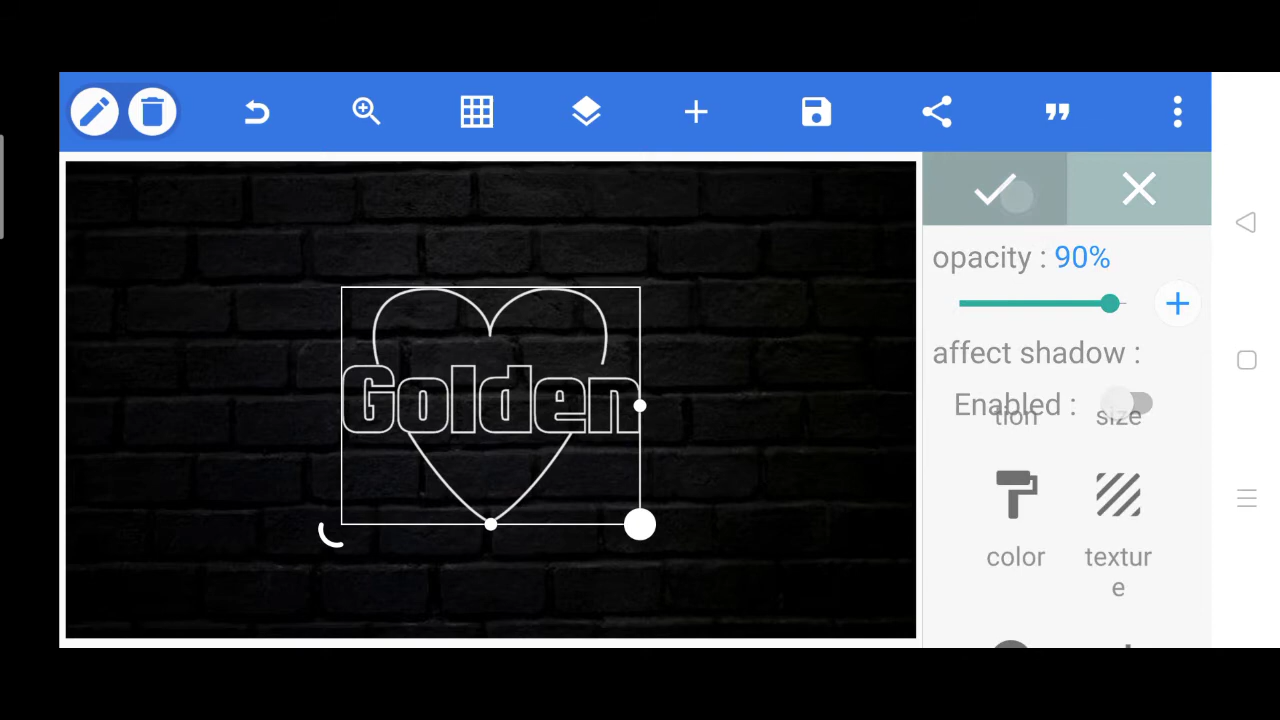 opacity : 90%
affect shadow :
Enabled :
tion size
color textur
e
Golden